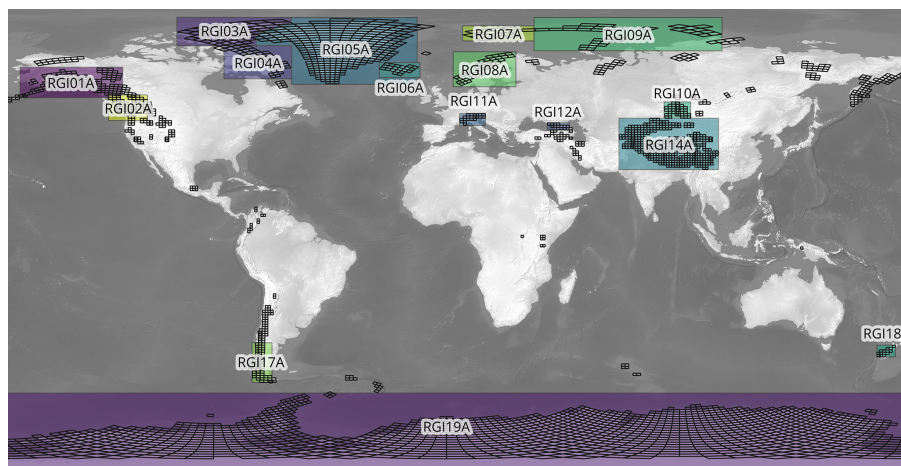 RGI03A
RGI07A
RGI09A
RGI05A
RGI04A
RGI08A
RGI01A
RGI06A
RGI10A
RGI11A
RGI02A
RGI12A
RGI14A
RGI18
RGI17A
RGI19A